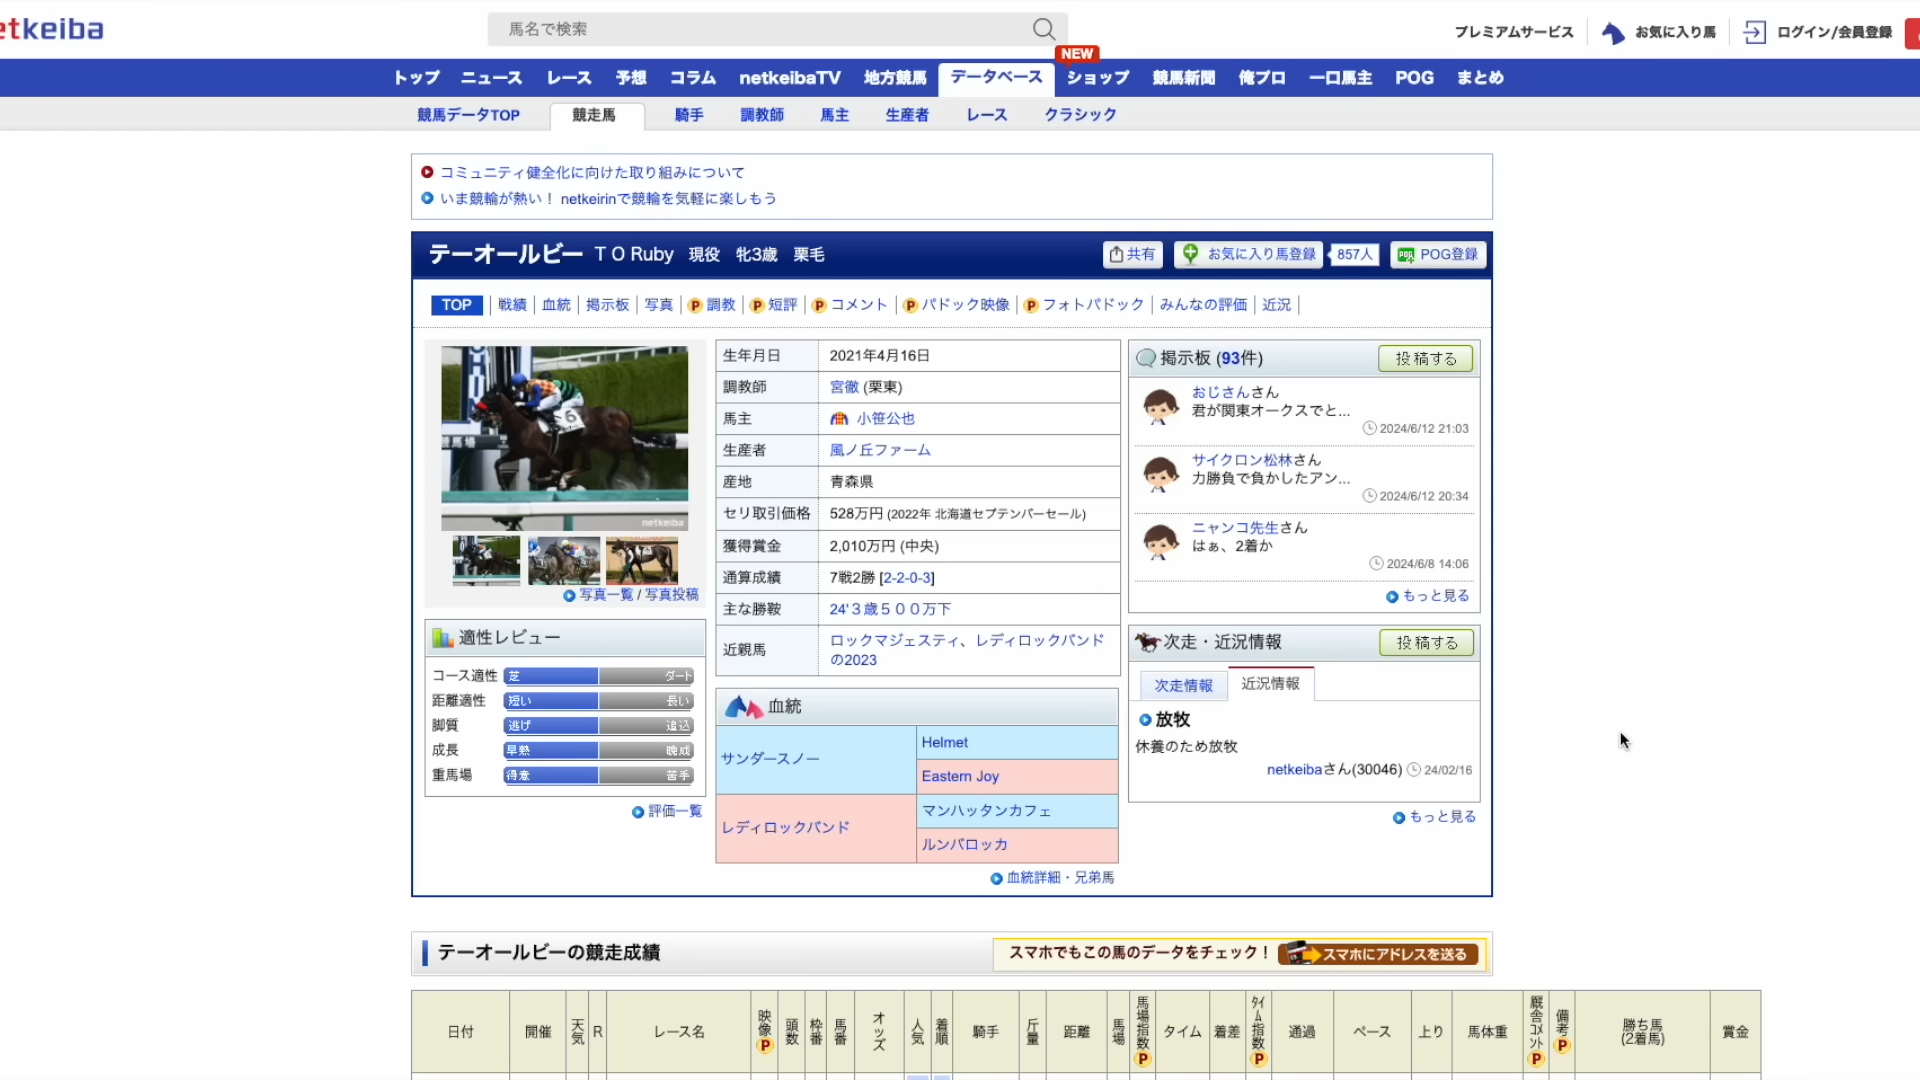 etkeiba
馬名で検索
プレミアムサービス
お気に入り馬
ログイン/会員登録
NEW
トップ ニュース レース 予想 コラム netkeibaTV 地方競馬 データベース ショップ 競馬新聞 俺プロ 一口馬主 POG まとめ
競馬データTOP 競走馬 騎手 調教師 馬主 生産者 レース クラシック
コミュニティ健全化に向けた取り組みについて
いま競輪が熱い! netkeirinで競輪を気軽に楽しもう
テーオールビー T O Ruby 現役 牝3歳 栗毛
共有
お気に入り馬登録
857人
POG登録
TOP 戦績 血統 掲示板 写真 P 調教 P 短評 P コメント P パドック映像 P フォトパドック みんなの評価 近況
6
netkeiba
写真一覧 / 写真投稿
適性レビュー
コース適性 芝 ダート
距離適性 短い 長い
脚質 逃げ 追込
成長 早熟 晩成
重馬場 得意 苦手
評価一覧
生年月日 2021年4月16日
調教師 宮徹 (栗東)
馬主 小笹公也
生産者 風ノ丘ファーム
産地 青森県
セリ取引価格 528万円 (2022年 北海道セプテンバーセール)
獲得賞金 2,010万円 (中央)
通算成績 7戦2勝 [2-2-0-3]
主な勝鞍 24'3歳500万下
近親馬 ロックマジェスティ、レディロックバンド
の2023
血統
サンダースノー
Helmet
Eastern Joy
レディロックバンド
マンハッタンカフェ
ルンバロッカ
血統詳細・兄弟馬
掲示板 (93件)
投稿する
おじさんさん
君が関東オークスでと...
2024/6/12 21:03
サイクロン松林さん
力勝負で負かしたアン...
2024/6/12 20:34
ニャンコ先生さん
はぁ、2着か
2024/6/8 14:06
もっと見る
次走・近況情報
投稿する
次走情報 近況情報
放牧
休養のため放牧
netkeibaさん(30046) 24/02/16
もっと見る
テーオールビーの競走成績
スマホでもこの馬のデータをチェック!
スマホにアドレスを送る
日付 開催 天気 R レース名 映像P 頭数 枠番 馬番 オッズ 人気 着順 騎手 斤量 距離 馬場 馬場指数P タイム 着差 タイム指数P 通過 ペース 上り 馬体重 厩舎コメントP 備考P 勝ち馬
(2着馬) 賞金